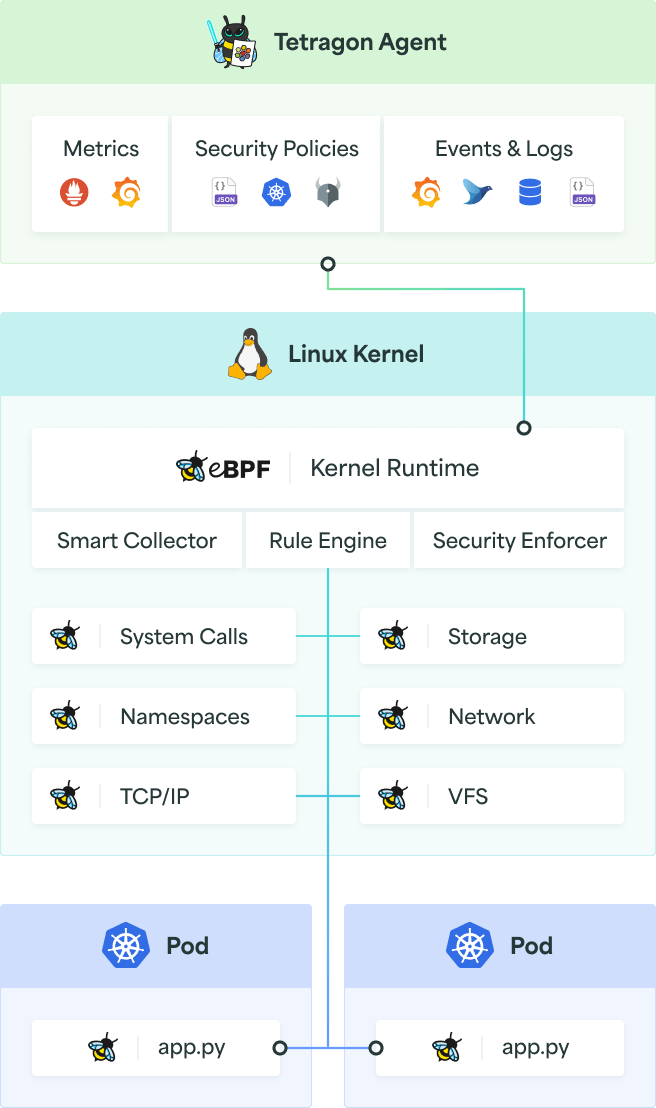 Tetragon Agent
Metrics
Security Policies
Events & Logs
{} JSON
{} JSON
Linux Kernel
eBPF
Kernel Runtime
Smart Collector
Rule Engine
Security Enforcer
System Calls
Storage
Namespaces
Network
TCP/IP
VFS
Pod
Pod
app.py
app.py